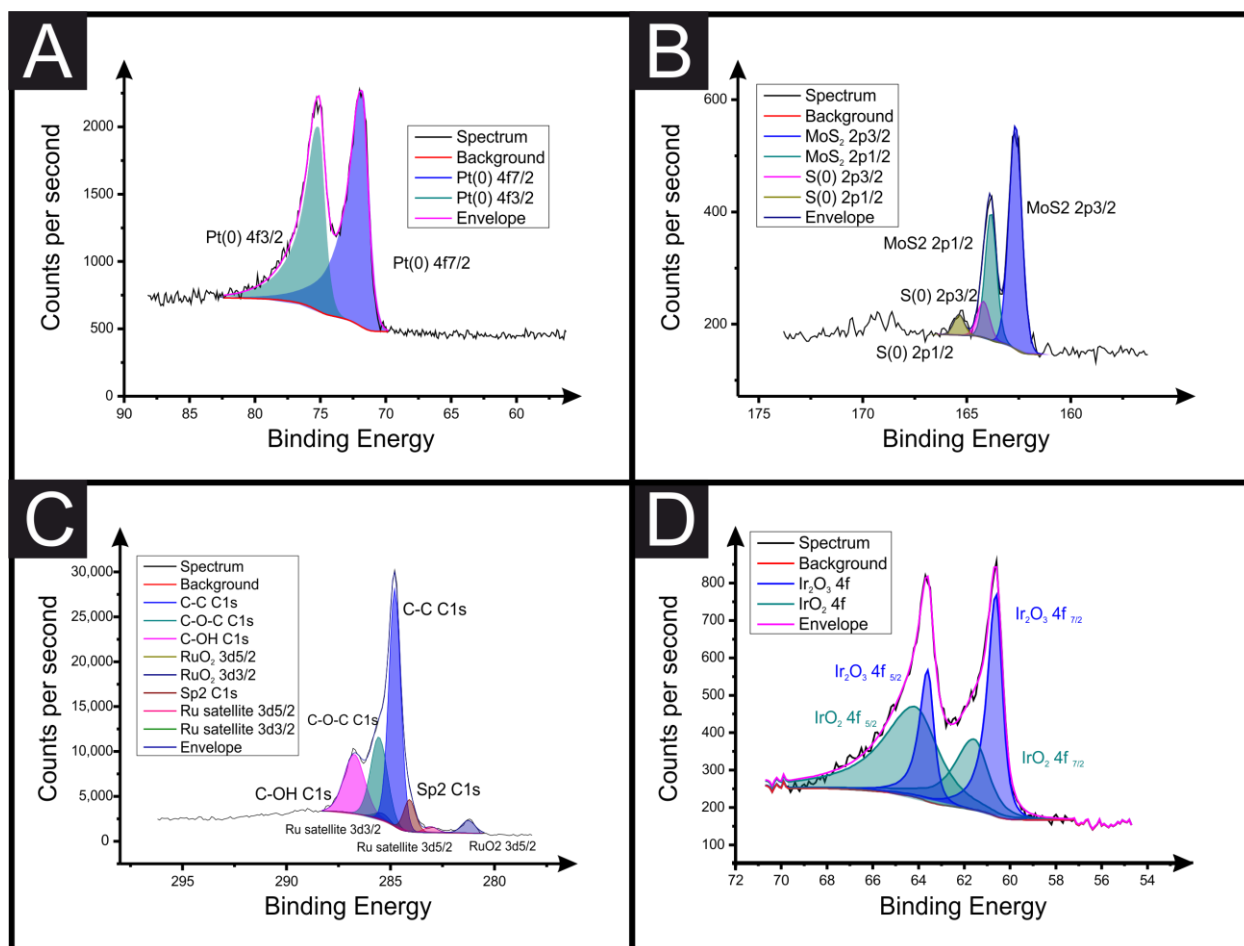 A
Counts per second
2000
1500
1000
500
0
Spectrum
Background
Pt(0) 4f7/2
Pt(0) 4f3/2
Envelope
Pt(0) 4f3/2
Pt(0) 4f7/2
90 85 80 75 70 65 60
Binding Energy
B
Counts per second
600
400
200
Spectrum
Background
MoS₂ 2p3/2
MoS₂ 2p1/2
S(0) 2p3/2
S(0) 2p1/2
Envelope
MoS2 2p3/2
MoS2 2p1/2
S(0) 2p3/2
S(0) 2p1/2
175 170 165 160
Binding Energy
C
Counts per second
30,000
25,000
20,000
15,000
10,000
5,000
0
Spectrum
Background
C-C C1s
C-O-C C1s
C-OH C1s
RuO₂ 3d5/2
RuO₂ 3d3/2
Sp2 C1s
Ru satellite 3d5/2
Ru satellite 3d3/2
Envelope
C-C C1s
C-O-C C1s
C-OH C1s
Sp2 C1s
Ru satellite 3d3/2
Ru satellite 3d5/2
RuO2 3d5/2
295 290 285 280
Binding Energy
D
Counts per second
800
700
600
500
400
300
200
100
Spectrum
Background
Ir₂O₃ 4f
IrO₂ 4f
Envelope
Ir₂O₃ 4f 7/2
Ir₂O₃ 4f 5/2
IrO₂ 4f 5/2
IrO₂ 4f 7/2
72 70 68 66 64 62 60 58 56 54
Binding Energy